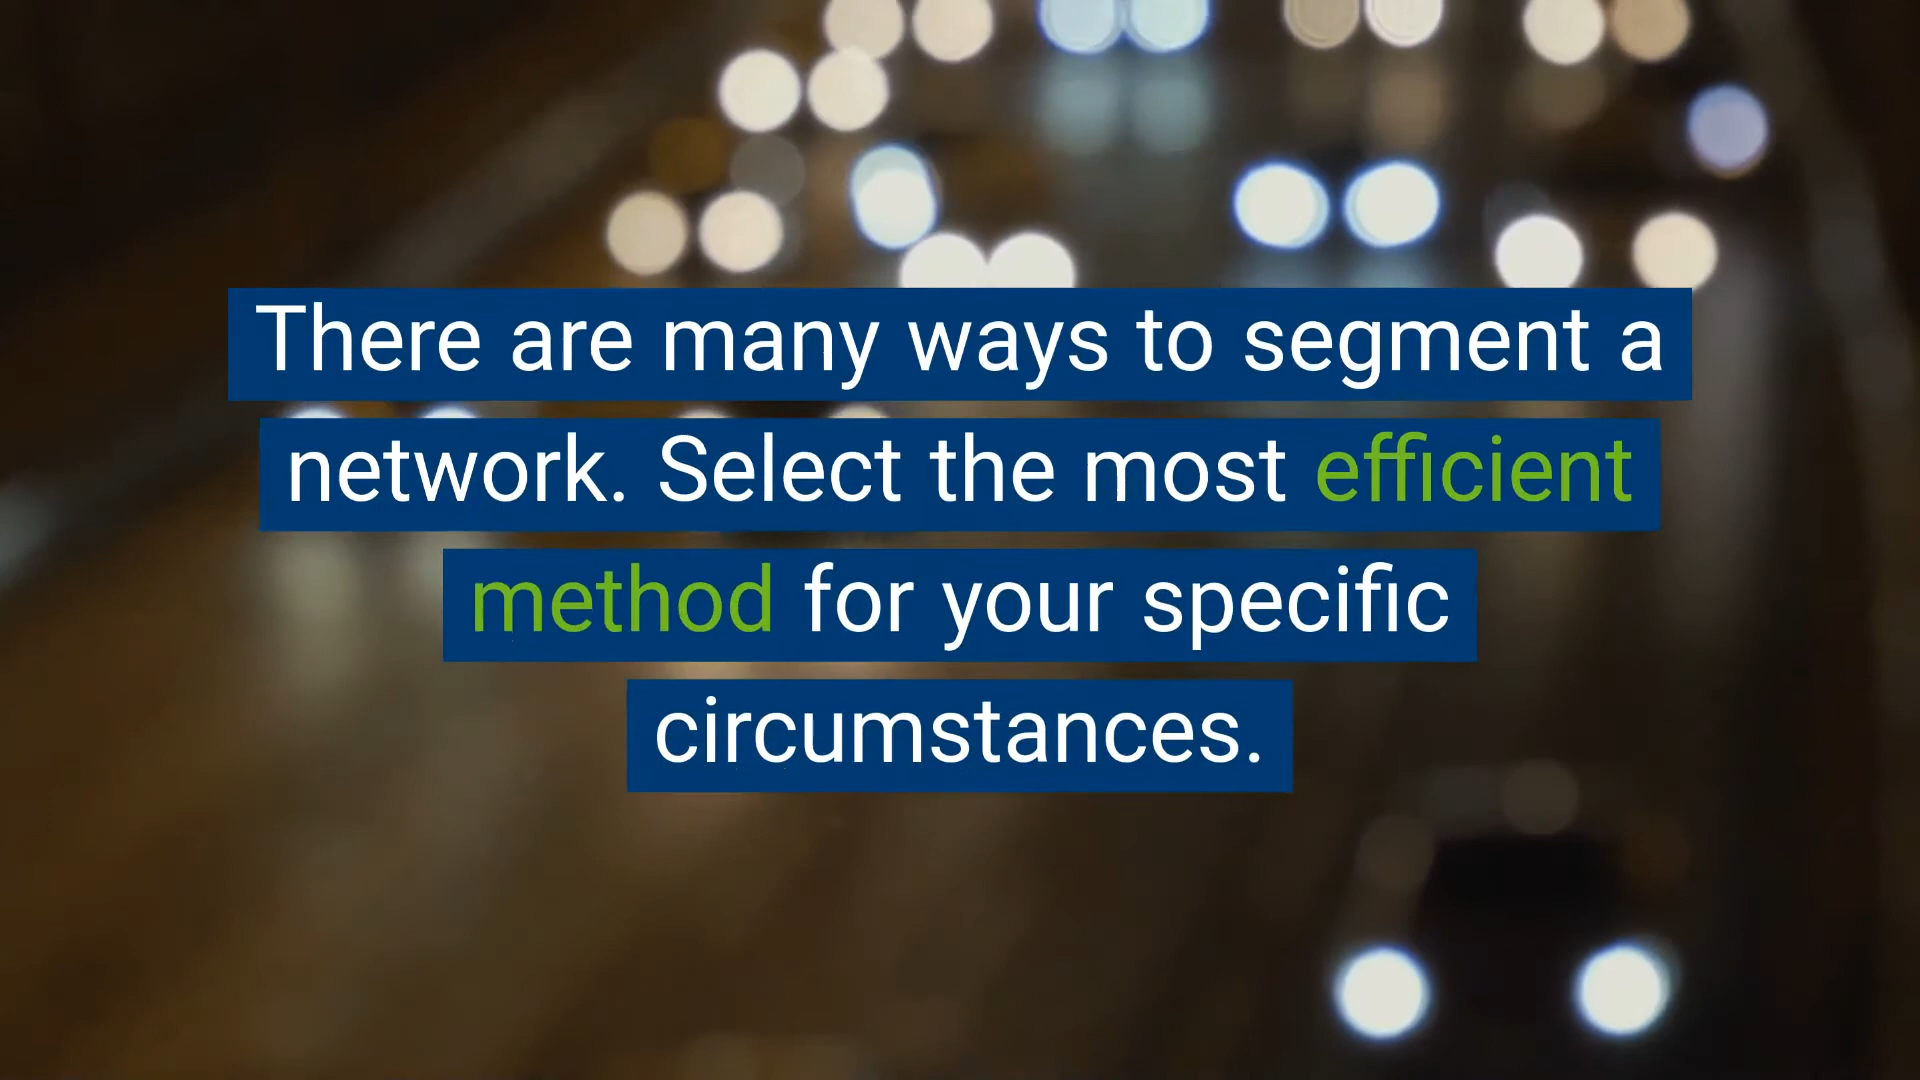 There are many ways to segment a
network. Select the most efficient
method for your specific
circumstances.